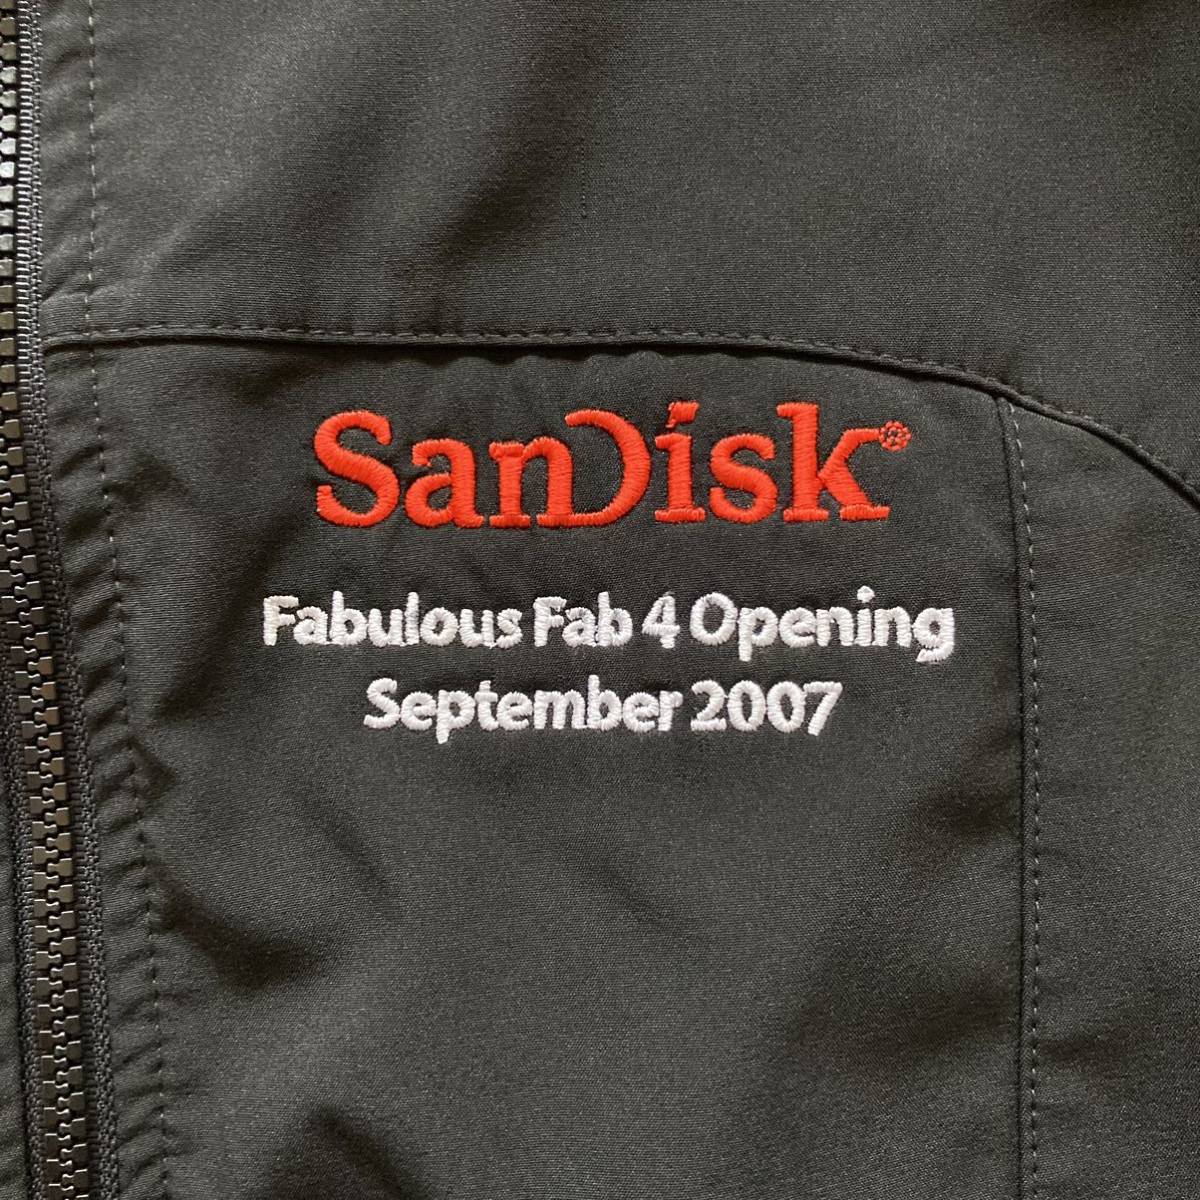 SanDisk®
Fabulous Fab 4 Opening
September 2007